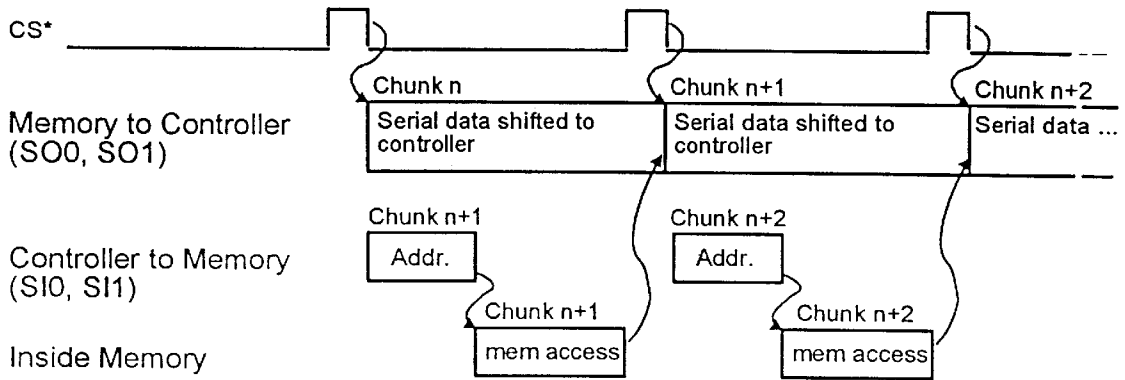 CS*
Chunk n
Chunk n+1
Chunk n+2
Memory to Controller
(SO0, SO1)
Serial data shifted to
controller
Serial data shifted to
controller
Serial data ...
Chunk n+1
Chunk n+2
Controller to Memory
(SI0, SI1)
Addr.
Addr.
Chunk n+1
Chunk n+2
Inside Memory
mem access
mem access